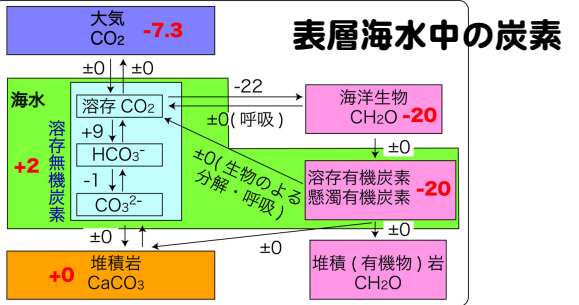 表層海水中の炭素
大気
CO2 -7.3
±0 ±0
海水
溶存無機炭素
+2
溶存 CO2
+9
HCO3-
-1
CO3 2-
-22
±0( 呼吸 )
海洋生物
CH2O -20
±0
±0( 生物のよる
分解・呼吸 )
溶存有機炭素
懸濁有機炭素
-20
±0
±0
±0
堆積岩
CaCO3
+0
堆積 ( 有機物 ) 岩
CH2O